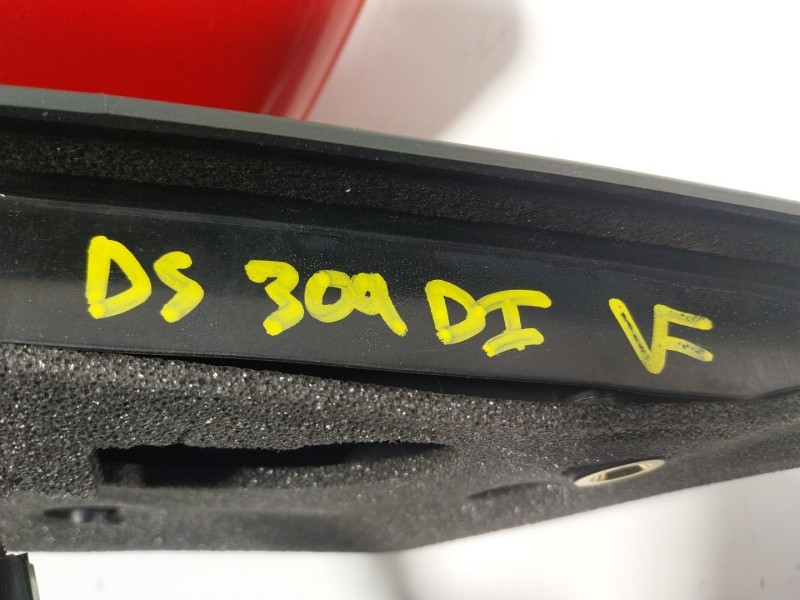 DS 309 DI VF